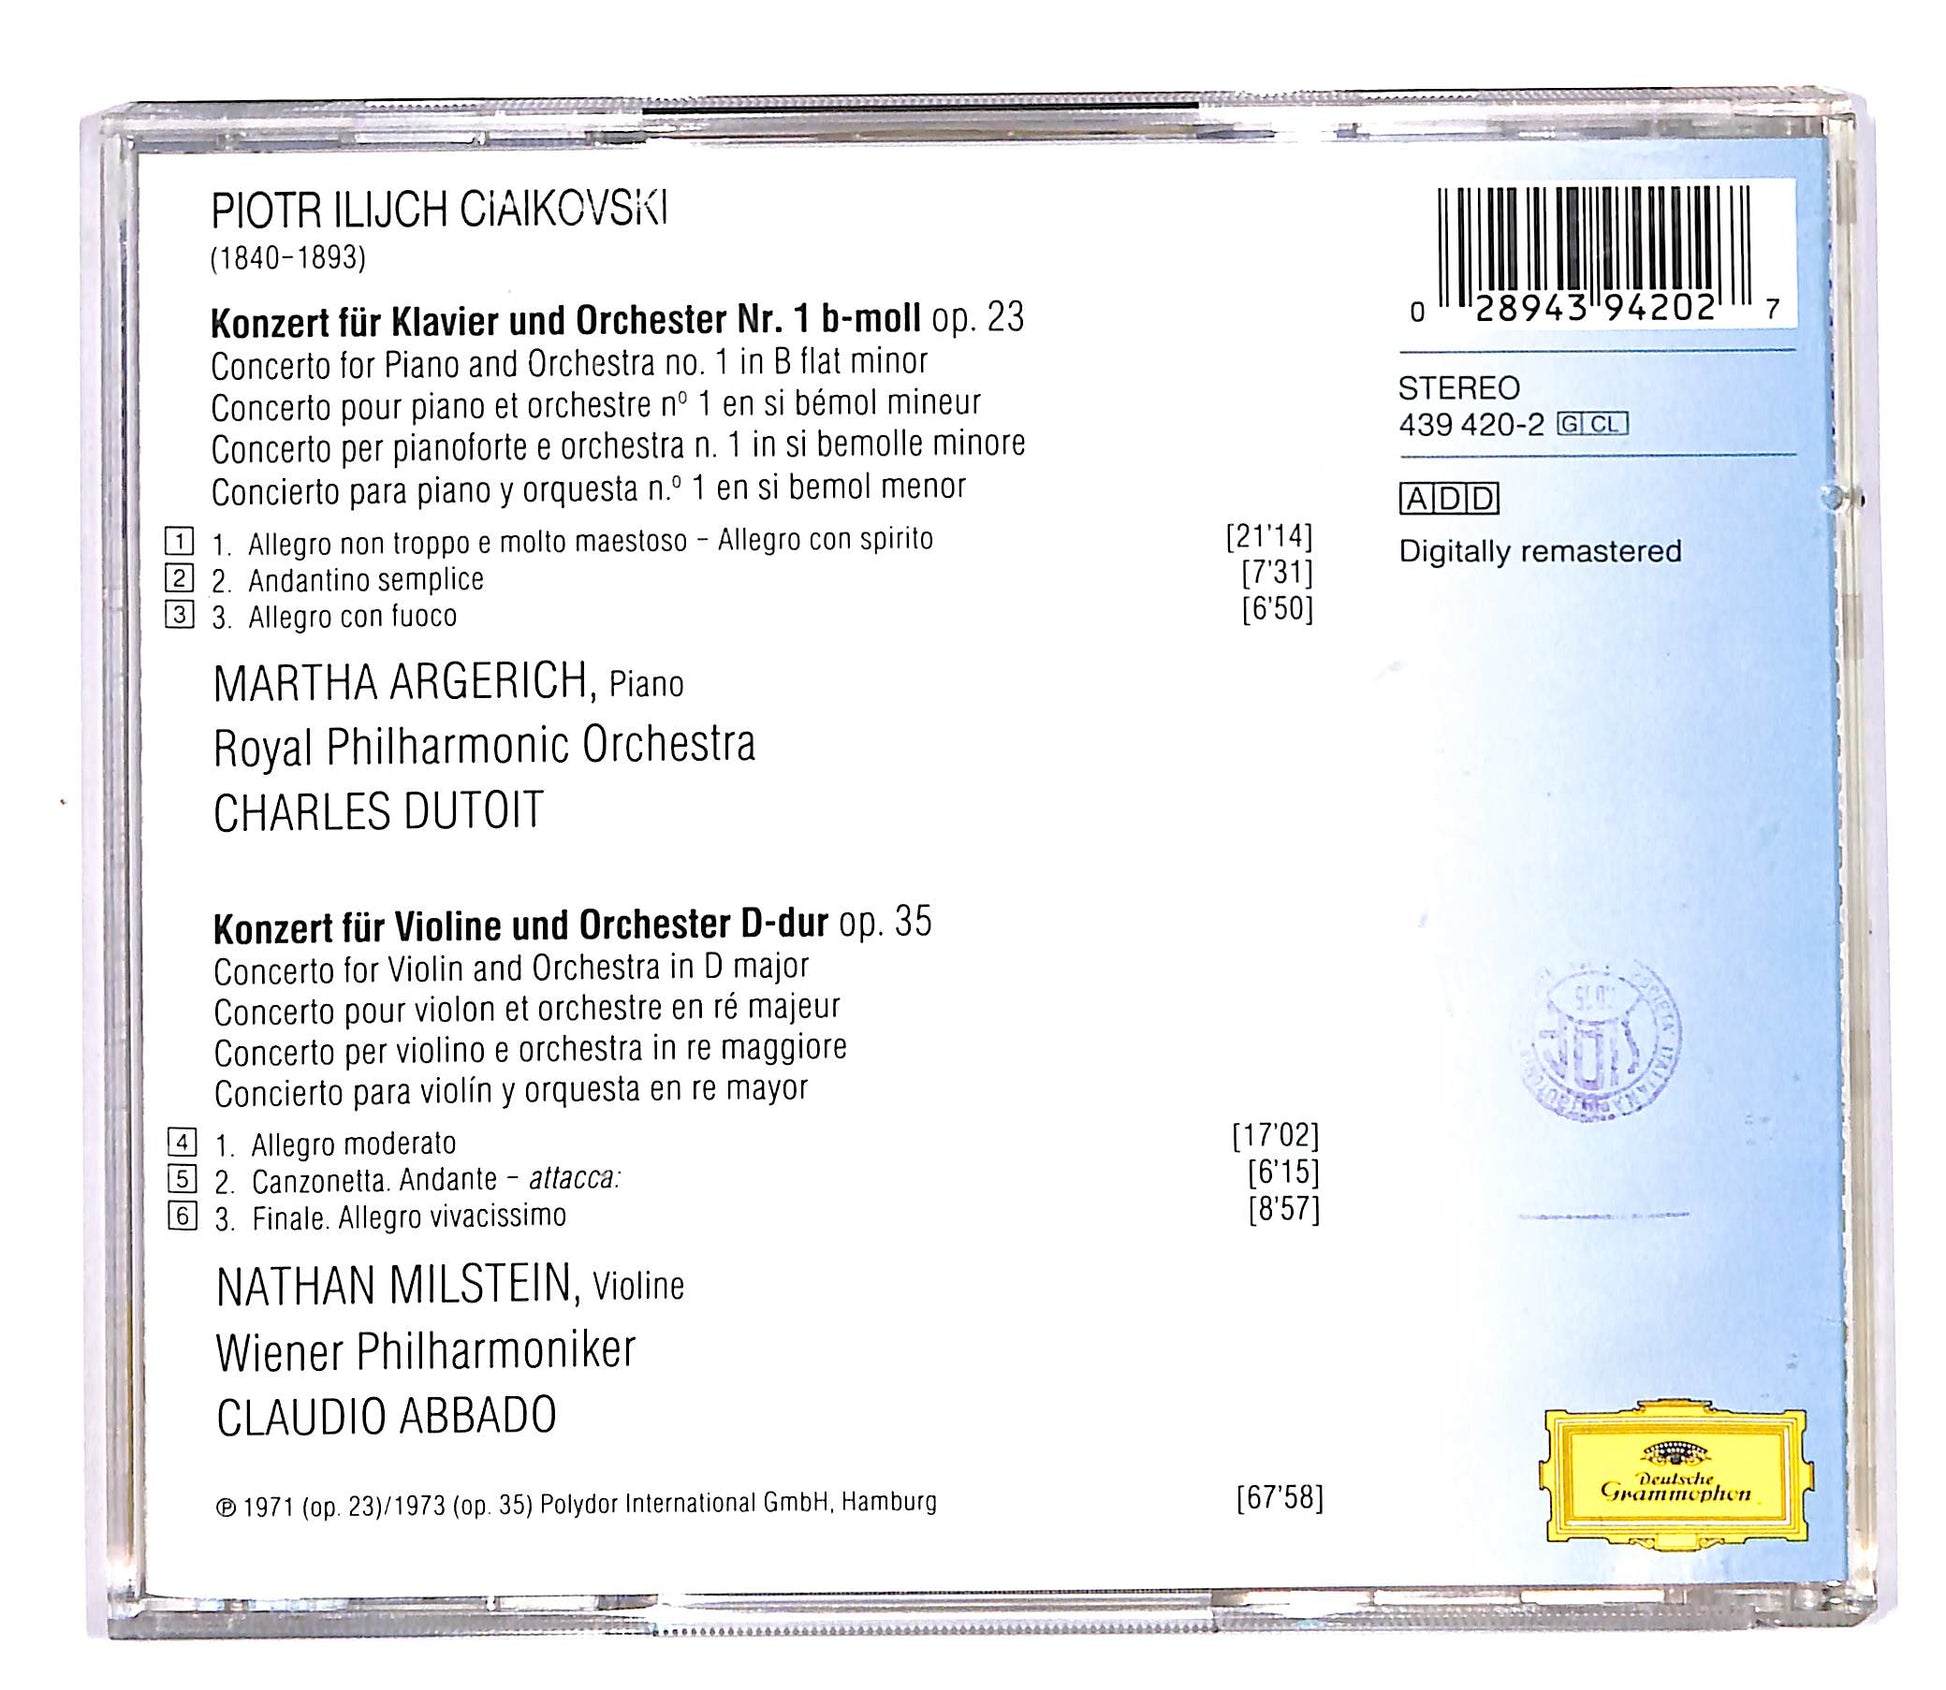 PIOTR ILIJCH CIAIKOVSKI
(1840-1893)
Konzert für Klavier und Orchester Nr. 1 b-moll op. 23
Concerto for Piano and Orchestra no. 1 in B flat minor
Concerto pour piano et orchestre nº 1 en si bémol mineur
Concerto per pianoforte e orchestra n. 1 in si bemolle minore
Concierto para piano y orquesta n.º 1 en si bemol menor
1 1. Allegro non troppo e molto maestoso – Allegro con spirito [21'14]
2 2. Andantino semplice [7'31]
3 3. Allegro con fuoco [6'50]
MARTHA ARGERICH, Piano
Royal Philharmonic Orchestra
CHARLES DUTOIT
Konzert für Violine und Orchester D-dur op. 35
Concerto for Violin and Orchestra in D major
Concerto pour violon et orchestre en ré majeur
Concerto per violino e orchestra in re maggiore
Concierto para violín y orquesta en re mayor
4 1. Allegro moderato [17'02]
5 2. Canzonetta. Andante – attacca: [6'15]
6 3. Finale. Allegro vivacissimo [8'57]
NATHAN MILSTEIN, Violine
Wiener Philharmoniker
CLAUDIO ABBADO
℗ 1971 (op. 23)/1973 (op. 35) Polydor International GmbH, Hamburg [67'58]
0 28943 94202 7
STEREO
439 420-2 G CL
ADD
Digitally remastered
SOCIETA' ITALIANA
Deutsche
Grammophon